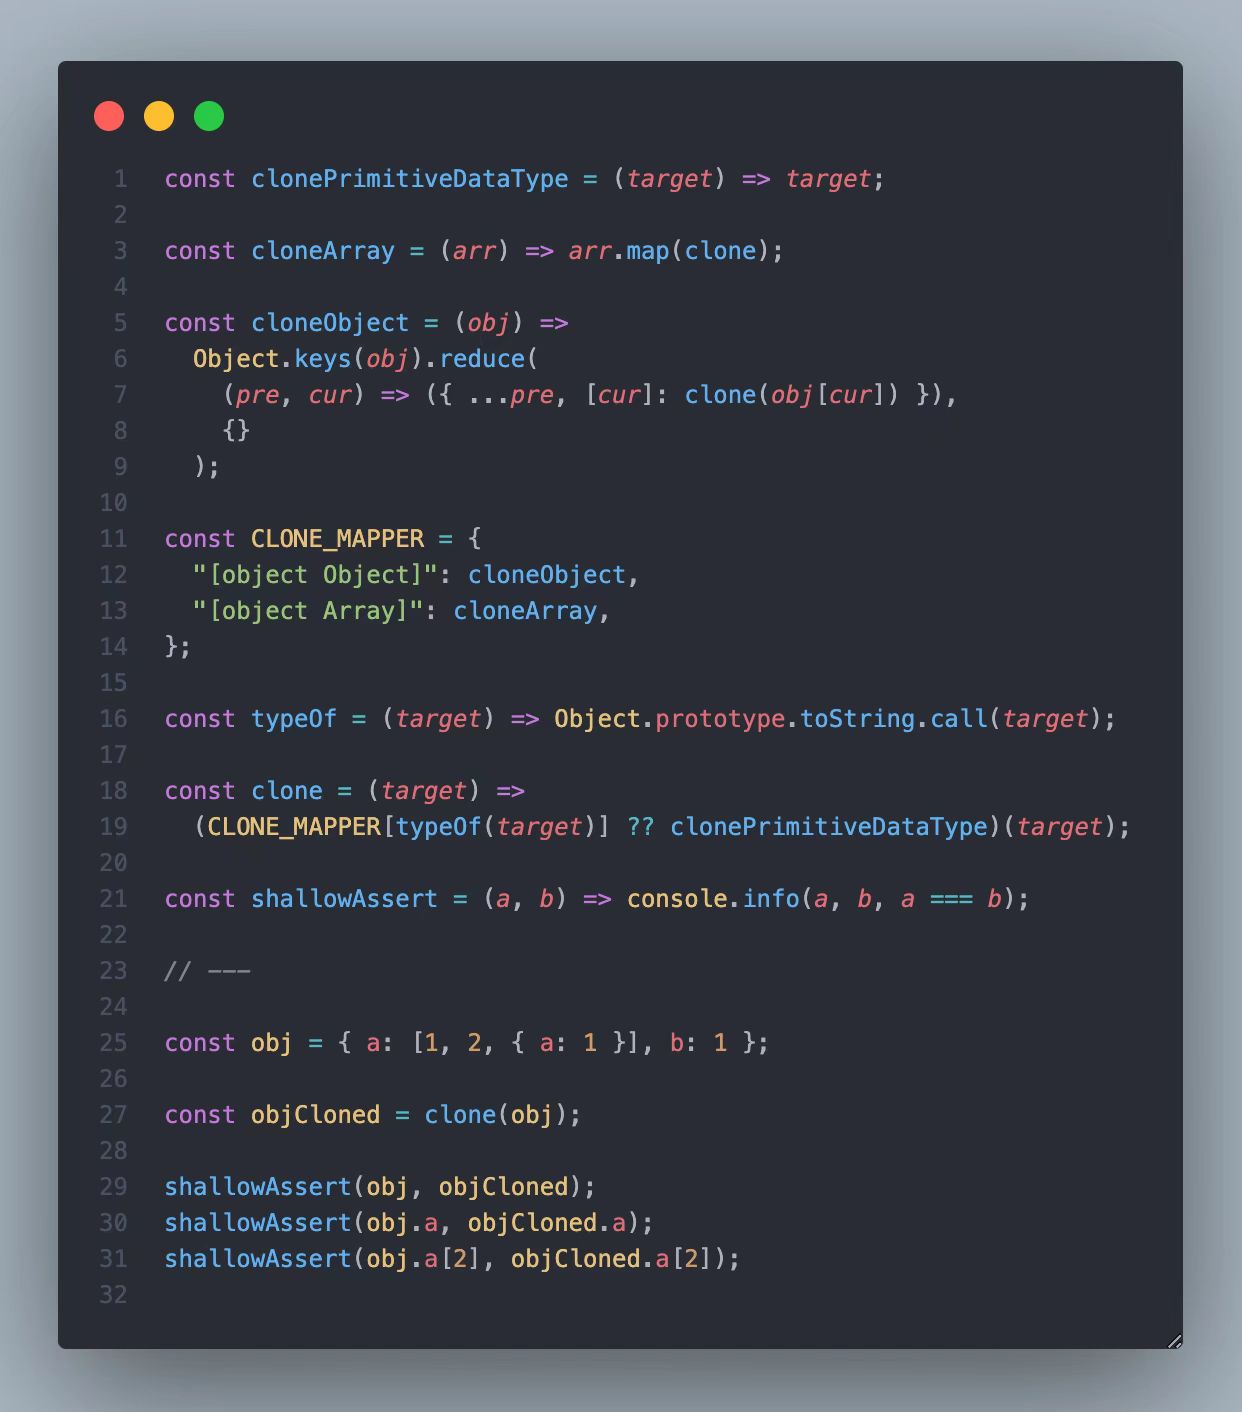 1 const clonePrimitiveDataType = (target) => target;
2
3 const cloneArray = (arr) => arr.map(clone);
4
5 const cloneObject = (obj) =>
6   Object.keys(obj).reduce(
7     (pre, cur) => ({ ...pre, [cur]: clone(obj[cur]) }),
8     {}
9   );
10
11 const CLONE_MAPPER = {
12   "[object Object]": cloneObject,
13   "[object Array]": cloneArray,
14 };
15
16 const typeOf = (target) => Object.prototype.toString.call(target);
17
18 const clone = (target) =>
19   (CLONE_MAPPER[typeOf(target)] ?? clonePrimitiveDataType)(target);
20
21 const shallowAssert = (a, b) => console.info(a, b, a === b);
22
23 // ---
24
25 const obj = { a: [1, 2, { a: 1 }], b: 1 };
26
27 const objCloned = clone(obj);
28
29 shallowAssert(obj, objCloned);
30 shallowAssert(obj.a, objCloned.a);
31 shallowAssert(obj.a[2], objCloned.a[2]);
32